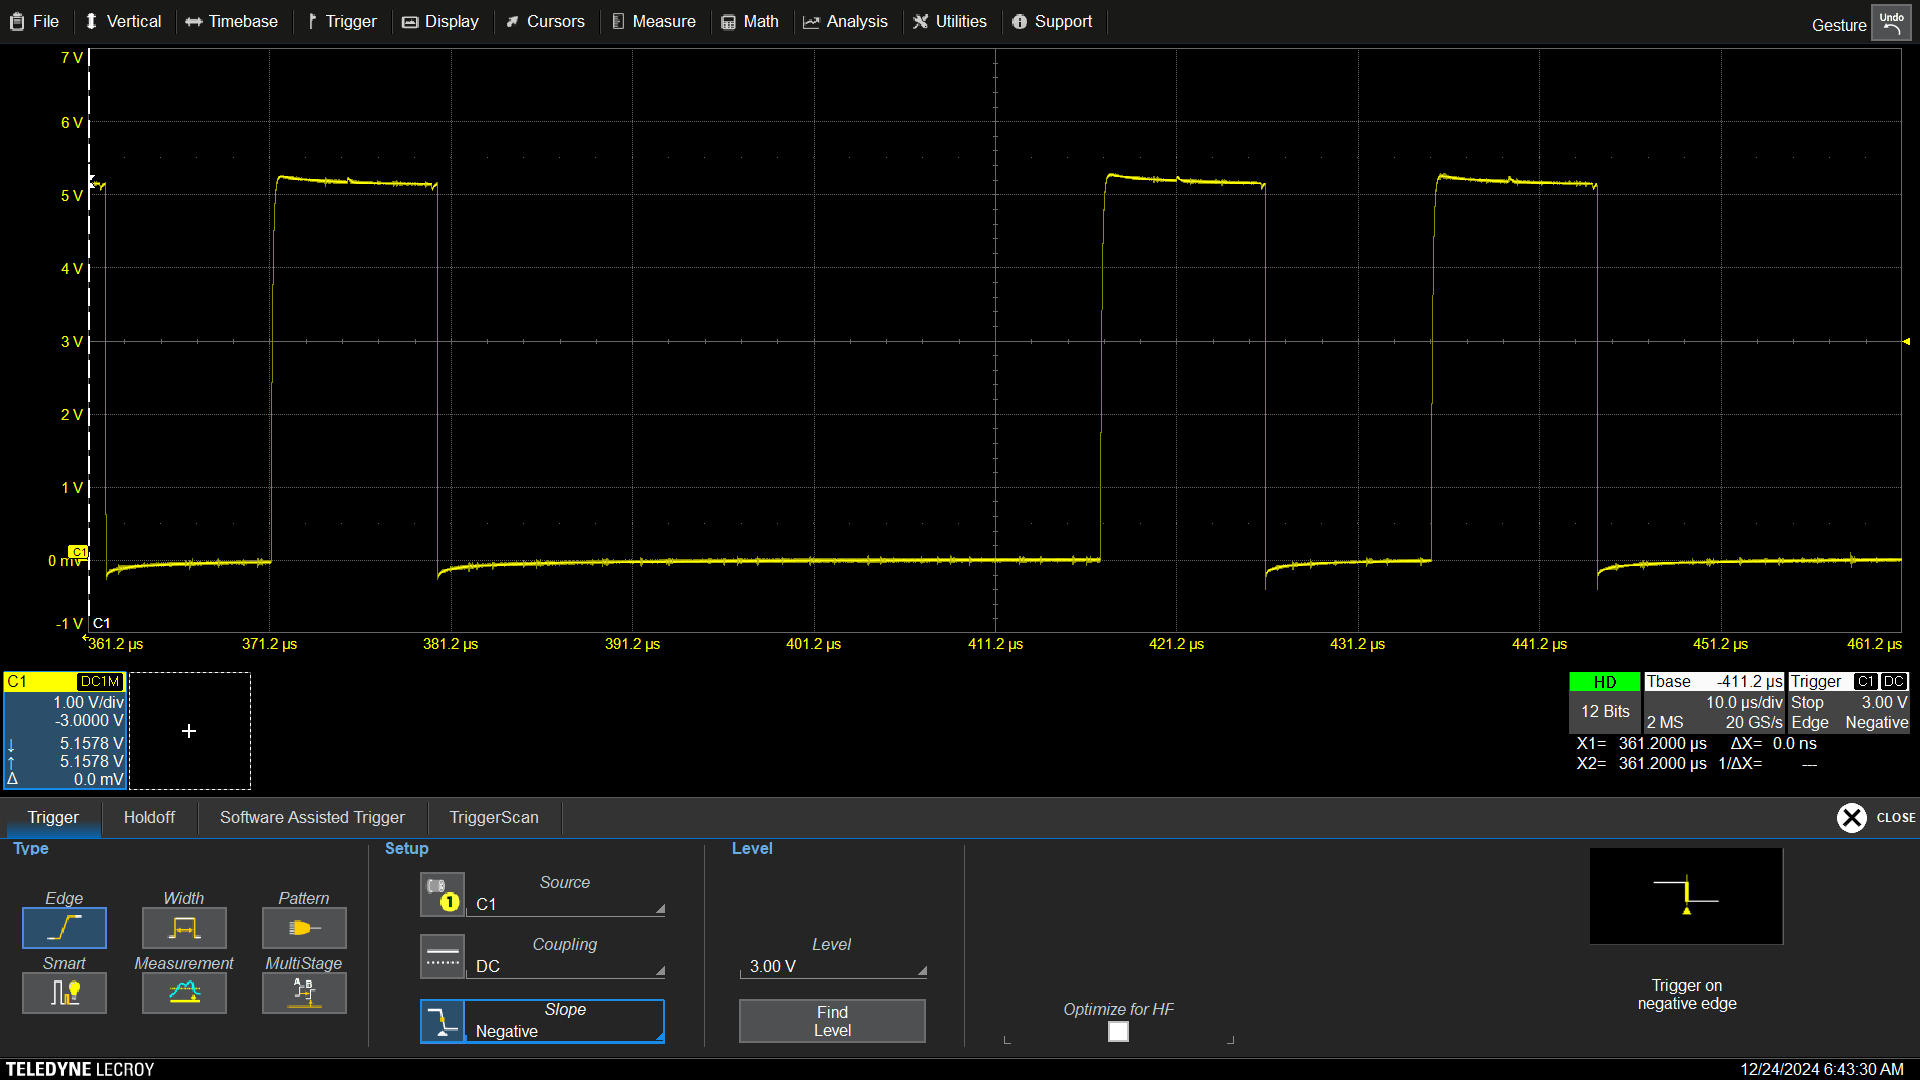 File Vertical Timebase Trigger Display Cursors Measure Math Analysis Utilities Support Gesture Undo
7 V
6 V
5 V
4 V
3 V
2 V
1 V
C1
0 mV
-1 V C1
361.2 µs 371.2 µs 381.2 µs 391.2 µs 401.2 µs 411.2 µs 421.2 µs 431.2 µs 441.2 µs 451.2 µs 461.2 µs
C1 DC1M
1.00 V/div
-3.0000 V
5.1578 V
5.1578 V
Δ 0.0 mV
+
HD
12 Bits
Tbase -411.2 µs
10.0 µs/div
2 MS 20 GS/s
Trigger C1 DC
Stop 3.00 V
Edge Negative
X1= 361.2000 µs ΔX= 0.0 ns
X2= 361.2000 µs 1/ΔX= ---
Trigger Holdoff Software Assisted Trigger TriggerScan CLOSE
Type
Edge Width Pattern
Smart Measurement MultiStage
A B
Setup
Source
1
C1
Coupling
DC
Slope
Negative
Level
Level
3.00 V
Find
Level
Optimize for HF
Trigger on
negative edge
TELEDYNE LECROY 12/24/2024 6:43:30 AM